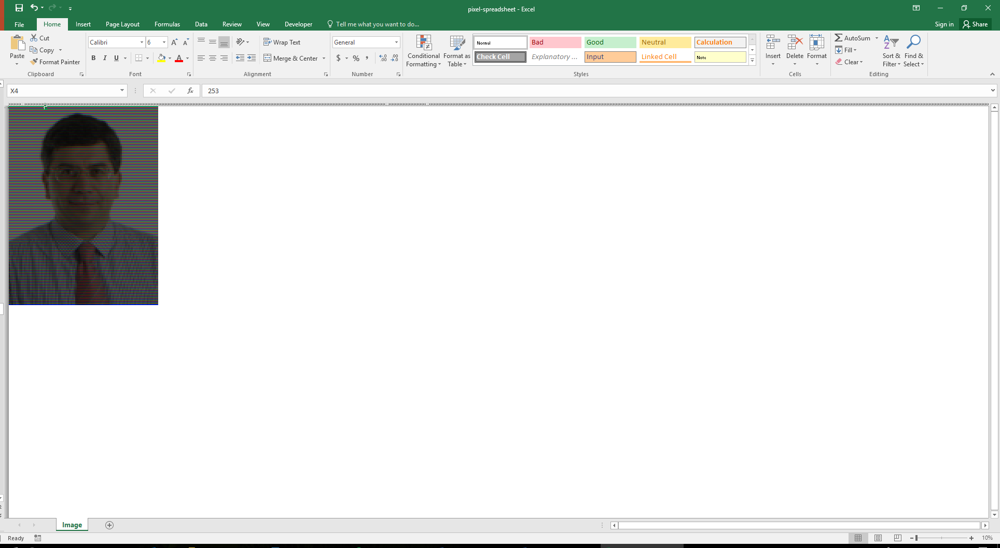 pixel-spreadsheet - Excel
File Home Insert Page Layout Formulas Data Review View Developer Tell me what you want to do... Sign in Share
Paste
Cut
Copy
Format Painter
Clipboard
Calibri 6
B I U A
Font
Wrap Text
Merge & Center
Alignment
General
$ % ,
Number
Conditional Formatting
Format as Table
Normal Bad Good Neutral Calculation
Check Cell Explanatory ... Input Linked Cell Note
Styles
Insert Delete Format
Cells
AutoSum
Fill
Clear
Sort & Filter
Find & Select
Editing
X4 fx 253
Image
Ready 10%